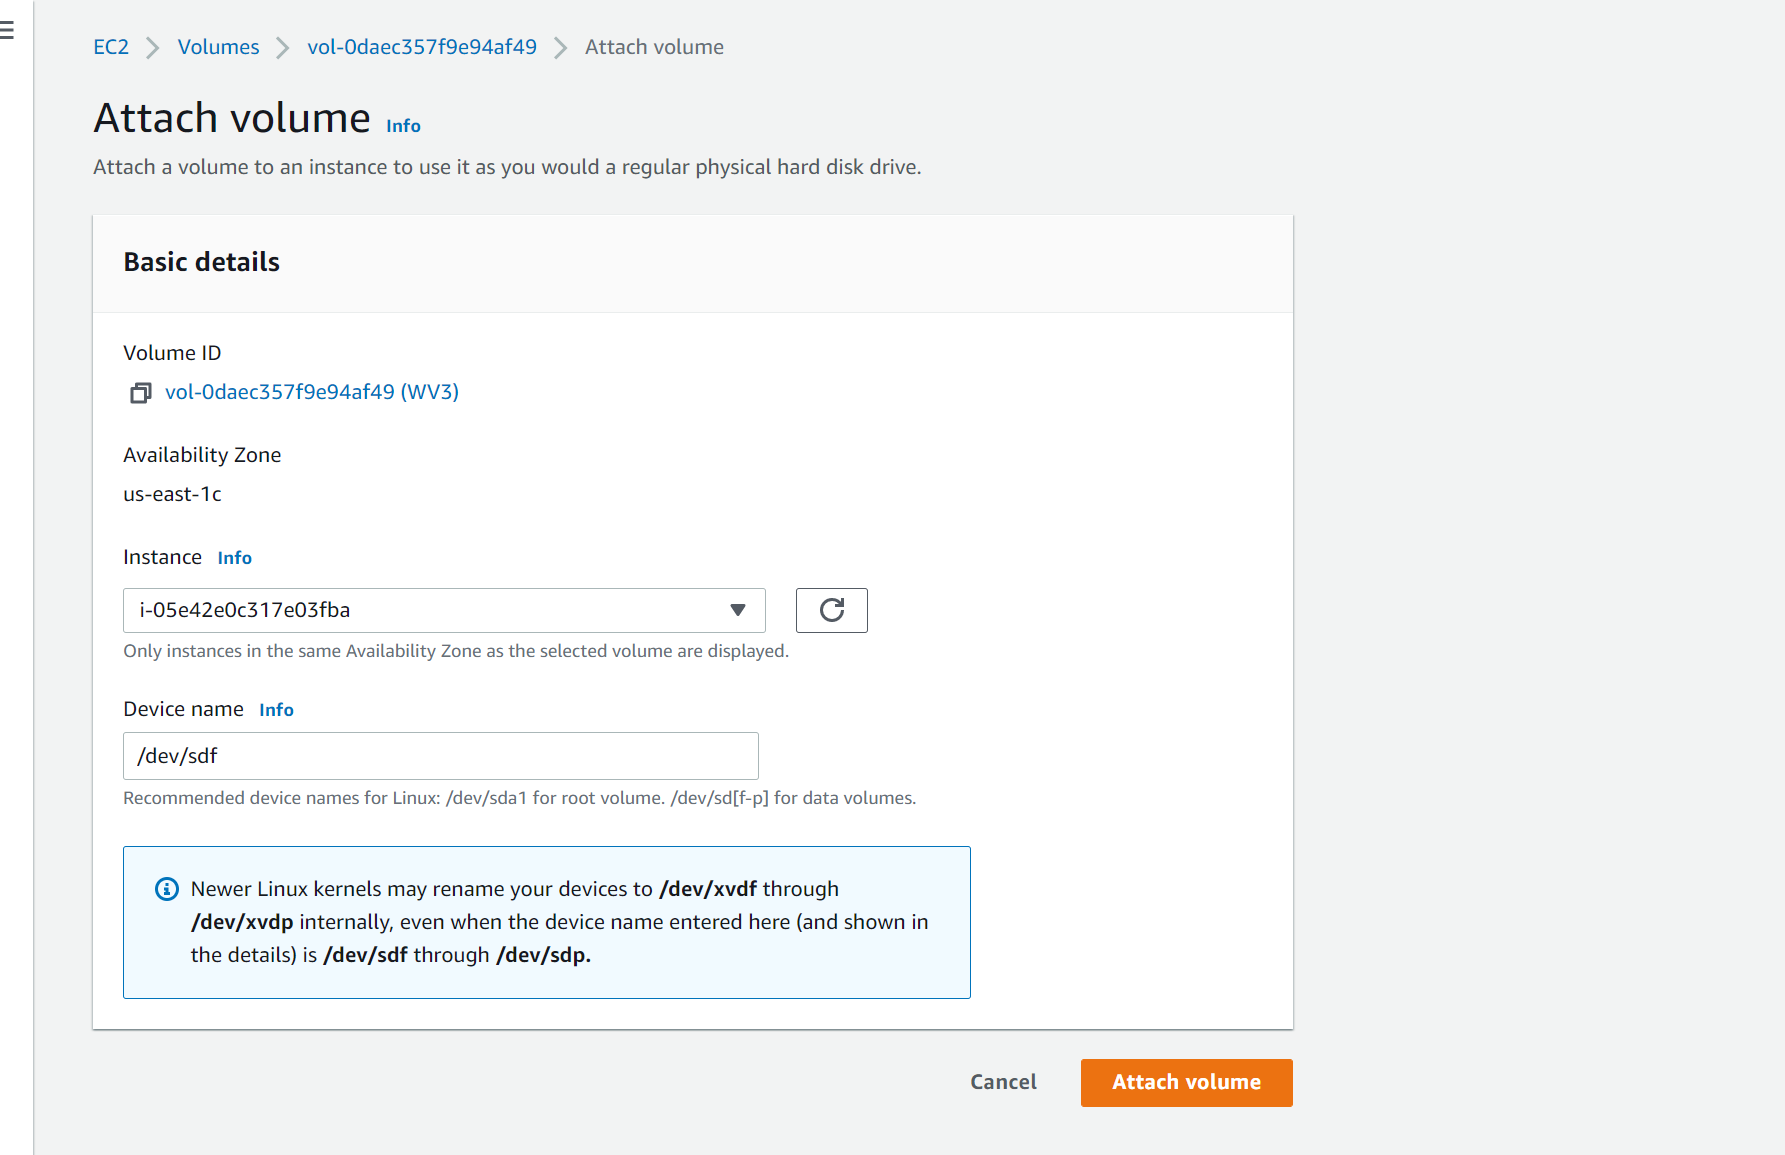 EC2 Volumes vol-0daec357f9e94af49 Attach volume
Attach volume Info
Attach a volume to an instance to use it as you would a regular physical hard disk drive.
Basic details
Volume ID
vol-0daec357f9e94af49 (WV3)
Availability Zone
us-east-1c
Instance Info
i-05e42e0c317e03fba
Only instances in the same Availability Zone as the selected volume are displayed.
Device name Info
/dev/sdf
Recommended device names for Linux: /dev/sda1 for root volume. /dev/sd[f-p] for data volumes.
Newer Linux kernels may rename your devices to /dev/xvdf through
/dev/xvdp internally, even when the device name entered here (and shown in
the details) is /dev/sdf through /dev/sdp.
Cancel Attach volume